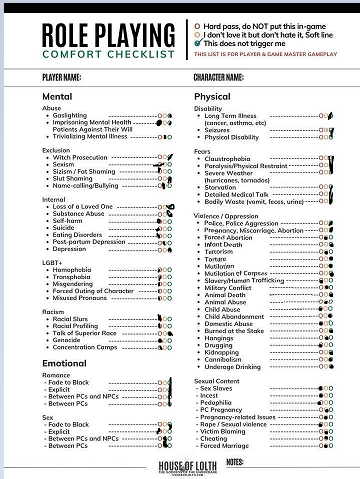 ROLE PLAYING
COMFORT CHECKLIST
Hard pass, do NOT put this in-game
I don't love it but don't hate it, Soft line
This does not trigger me
THIS LIST IS FOR PLAYER & GAME MASTER GAMEPLAY
PLAYER NAME:
CHARACTER NAME:
Mental
Abuse
• Gaslighting
• Imprisoning Mental Health
Patients Against Their Will
• Trivializing Mental Illness
Exclusion
• Witch Prosecution
• Sexism
• Sizism / Fat Shaming
• Slut Shaming
• Name-calling/Bullying
Internal
• Loss of a Loved One
• Substance Abuse
• Self-harm
• Suicide
• Eating Disorders
• Post-partum Depression
• Depression
LGBT+
• Homophobia
• Transphobia
• Misgendering
• Forced Outing of Character
• Misused Pronouns
Racism
• Racial Slurs
• Racial Profiling
• Talk of Superior Race
• Genocide
• Concentration Camps
Emotional
Romance
- Fade to Black
- Explicit
- Between PCs and NPCs
- Between PCs
Sex
- Fade to Black
- Explicit
- Between PCs and NPCs
- Between PCs
Physical
Disability
• Long Term Illness
(cancer, asthma, etc)
• Seizures
• Physical Disability
Fears
• Claustrophobia
• Paralysis/Physical Restraint
• Severe Weather
(hurricanes, tornados)
• Starvation
• Detailed Medical Talk
• Bodily Waste (vomit, feces, urine)
Violence / Oppression
• Police, Police Aggression
• Pregnancy, Miscarriage, Abortion
• Forced Abortion
• Infant Death
• Terrorism
• Torture
• Mutilation
• Mutilation of Corpses
• Slavery/Human Trafficking
• Military Conflict
• Animal Death
• Animal Abuse
• Child Abuse
• Child Abandonment
• Domestic Abuse
• Burned at the Stake
• Hangings
• Drugging
• Kidnapping
• Cannibalism
• Underage Drinking
Sexual Content
- Sex Slaves
- Incest
- Pedophilia
- PC Pregnancy
- Pregnancy-related Issues
- Rape / Sexual violence
- Victim Blaming
- Cheating
- Forced Marriage
HOUSE OF LOLTH
NOTES: